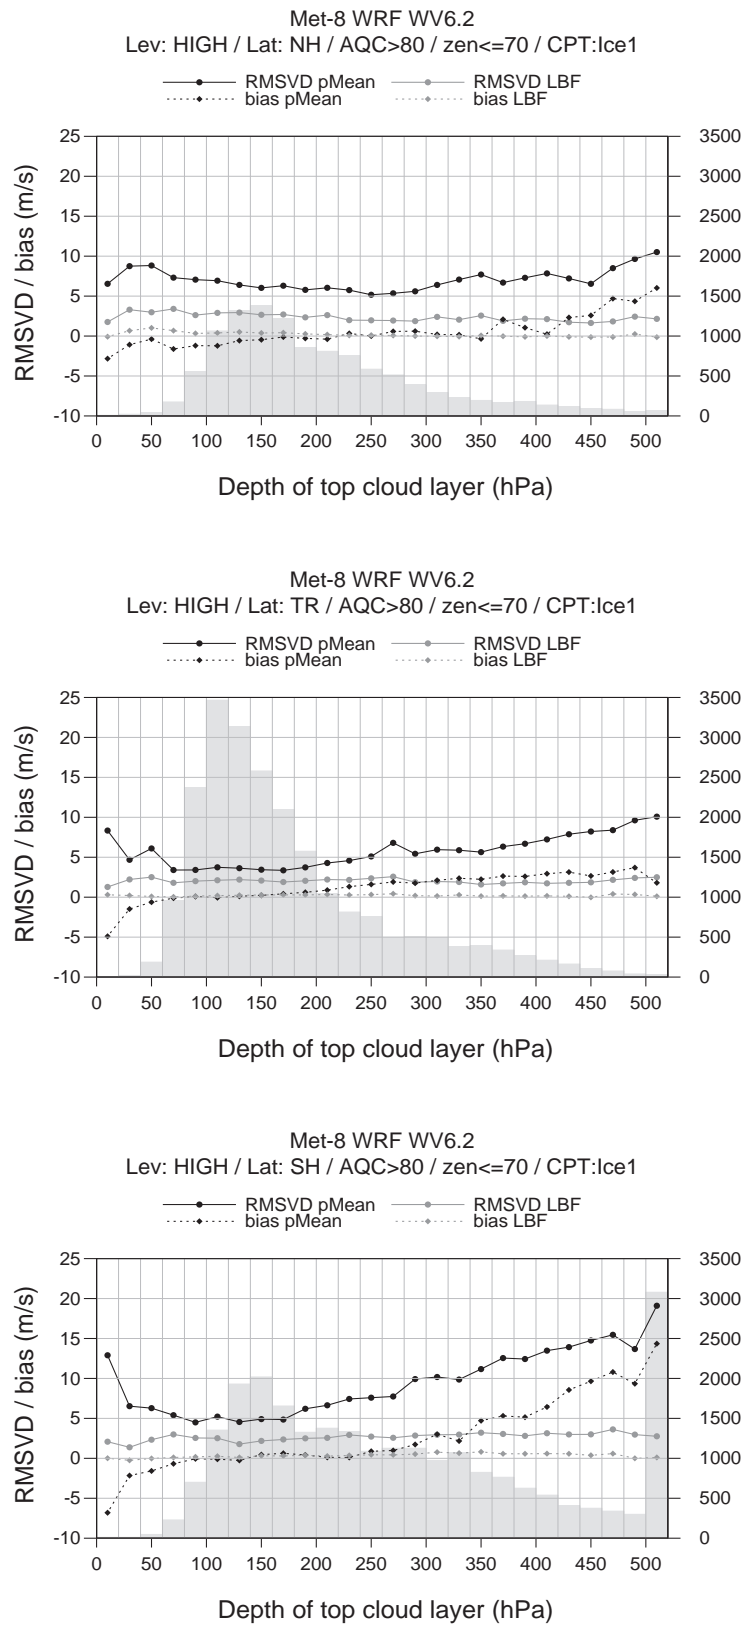 Met-8 WRF WV6.2
Lev: HIGH / Lat: NH / AQC>80 / zen<=70 / CPT:Ice1
RMSVD pMean RMSVD LBF
bias pMean bias LBF
25 3500
20 3000
15 2500
10 2000
5 1500
0 1000
-5 500
-10 0
RMSVD / bias (m/s)
0 50 100 150 200 250 300 350 400 450 500
Depth of top cloud layer (hPa)
Met-8 WRF WV6.2
Lev: HIGH / Lat: TR / AQC>80 / zen<=70 / CPT:Ice1
RMSVD pMean RMSVD LBF
bias pMean bias LBF
25 3500
20 3000
15 2500
10 2000
5 1500
0 1000
-5 500
-10 0
RMSVD / bias (m/s)
0 50 100 150 200 250 300 350 400 450 500
Depth of top cloud layer (hPa)
Met-8 WRF WV6.2
Lev: HIGH / Lat: SH / AQC>80 / zen<=70 / CPT:Ice1
RMSVD pMean RMSVD LBF
bias pMean bias LBF
25 3500
20 3000
15 2500
10 2000
5 1500
0 1000
-5 500
-10 0
RMSVD / bias (m/s)
0 50 100 150 200 250 300 350 400 450 500
Depth of top cloud layer (hPa)